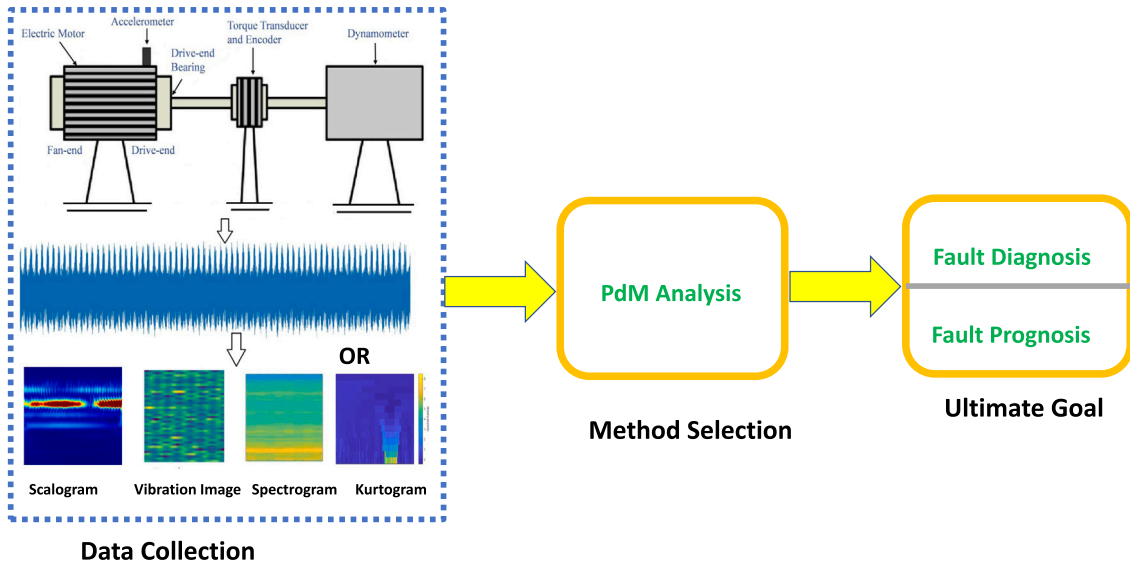 Accelerometer
Electric Motor
Torque Transducer
and Encoder
Dynamometer
Drive-end
Bearing
Fan-end
Drive-end
OR
Scalogram
Vibration Image
Spectrogram
Kurtogram
Data Collection
PdM Analysis
Method Selection
Fault Diagnosis
Fault Prognosis
Ultimate Goal